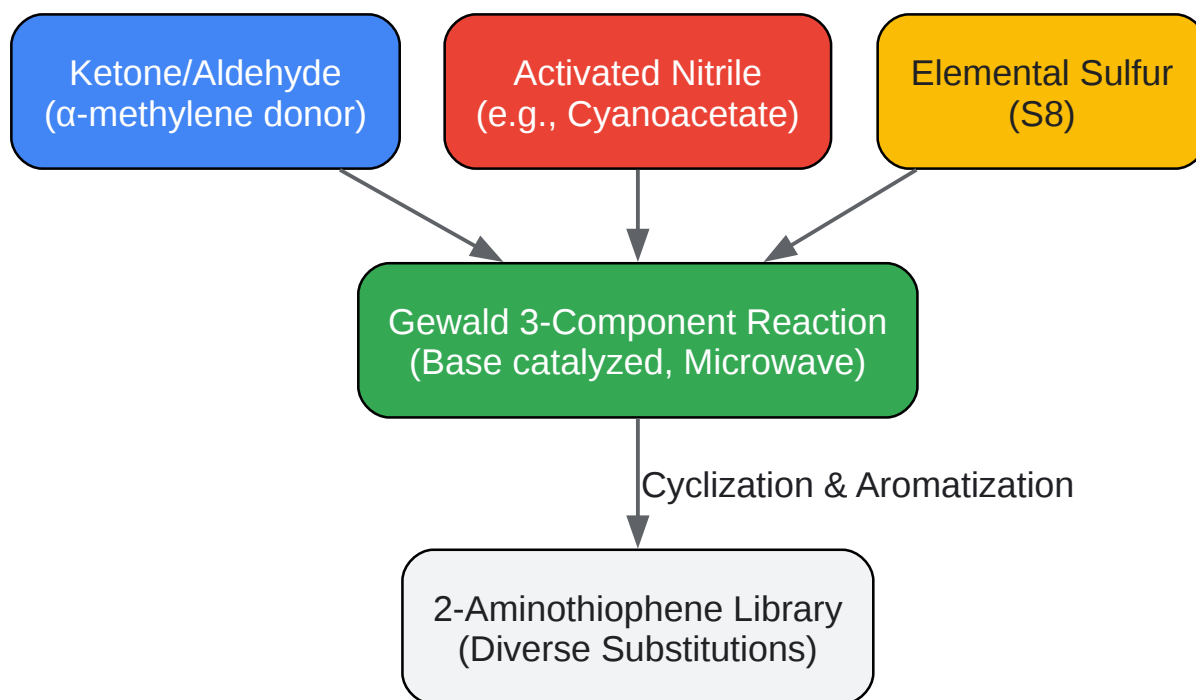 Ketone/Aldehyde
(α-methylene donor)
Activated Nitrile
(e.g., Cyanoacetate)
Elemental Sulfur
(S8)
Gewald 3-Component Reaction
(Base catalyzed, Microwave)
Cyclization & Aromatization
2-Aminothiophene Library
(Diverse Substitutions)